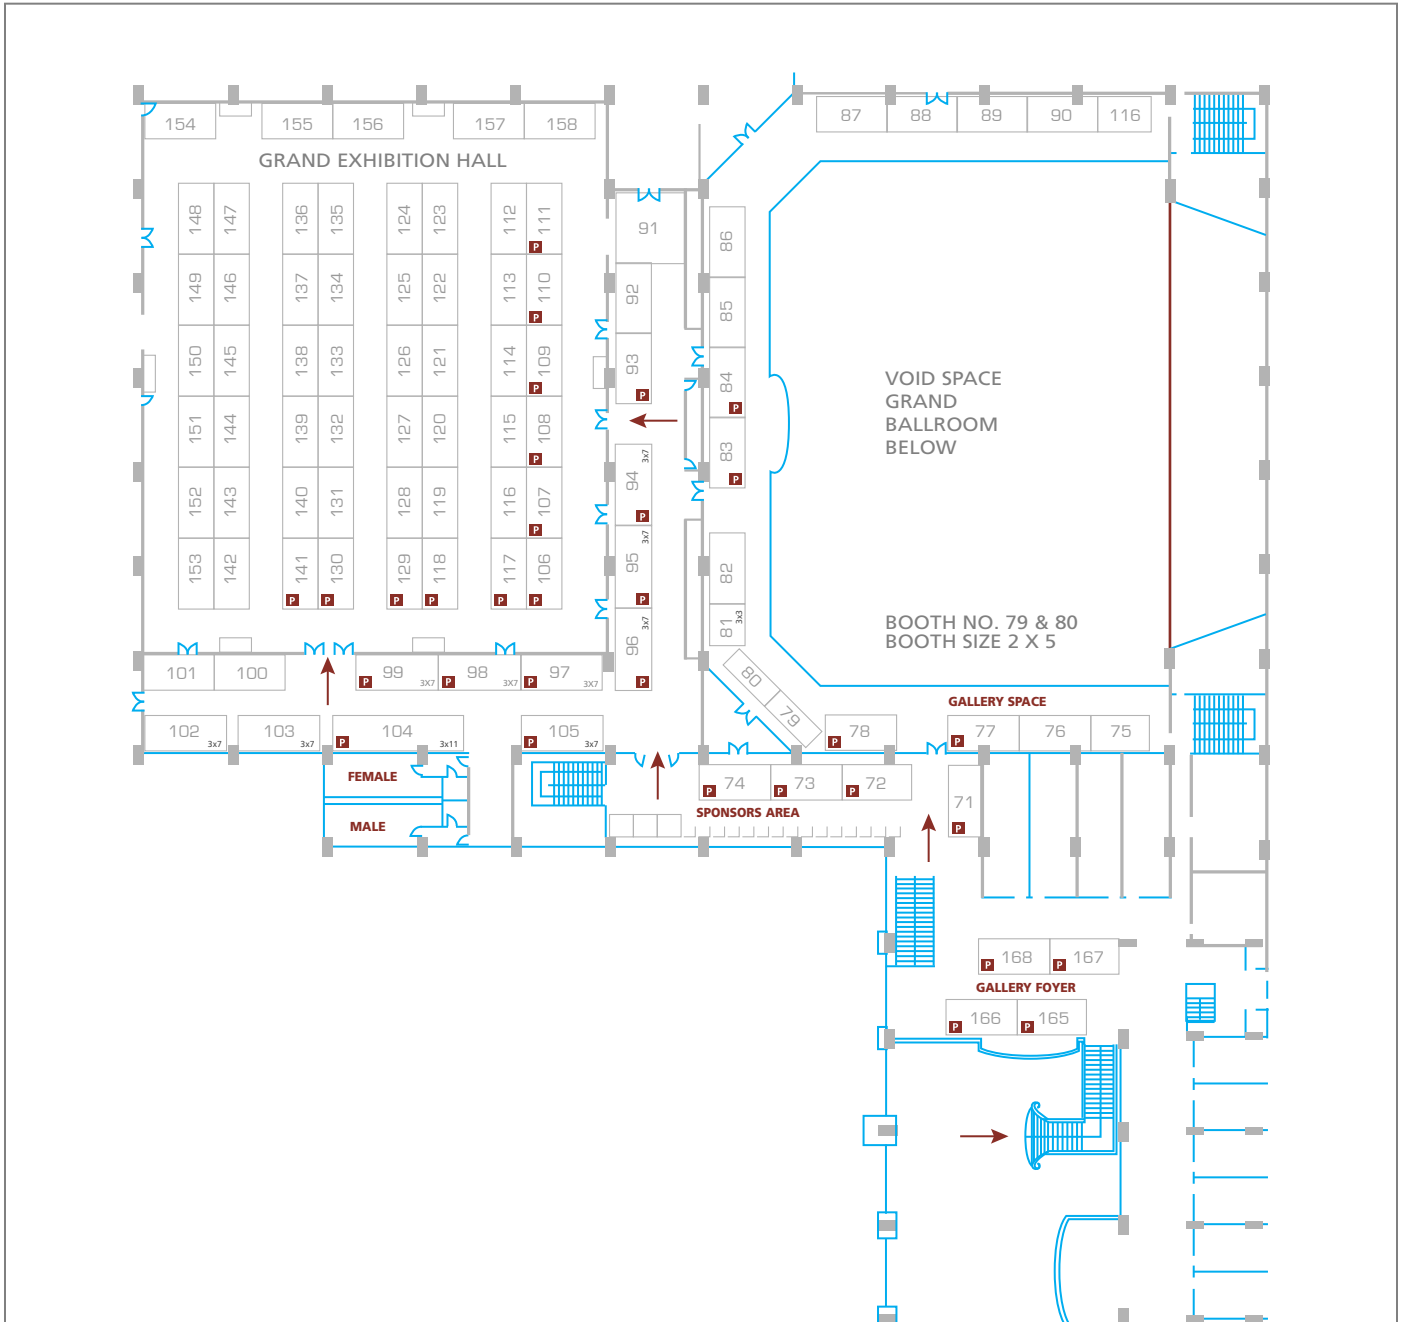 87 88 89 90 116
154 155 156 157 158
GRAND EXHIBITION HALL
148 147 136 135 124 123 112 111 P
91
86
149 146 137 134 125 122 113 110 P
92
85
150 145 138 133 126 121 114 109 P
93 P
84 P
VOID SPACE
GRAND
BALLROOM
BELOW
151 144 139 132 127 120 115 108 P
83 P
94 3x7 P
152 143 140 131 128 119 116 107 P
95 3x7 P
82
153 142 141 P 130 P 129 P 118 P 117 P 106 P
96 3x7 P
81 3x3
BOOTH NO. 79 & 80
BOOTH SIZE 2 X 5
101 100 P 99 3X7 P 98 3X7 P 97 3X7
80
79
GALLERY SPACE
102 3x7 103 3x7 P 104 3x11 P 105 3x7
P 78 P 77 76 75
FEMALE
P 74 P 73 P 72
71 P
SPONSORS AREA
MALE
P 168 P 167
GALLERY FOYER
P 166 P 165